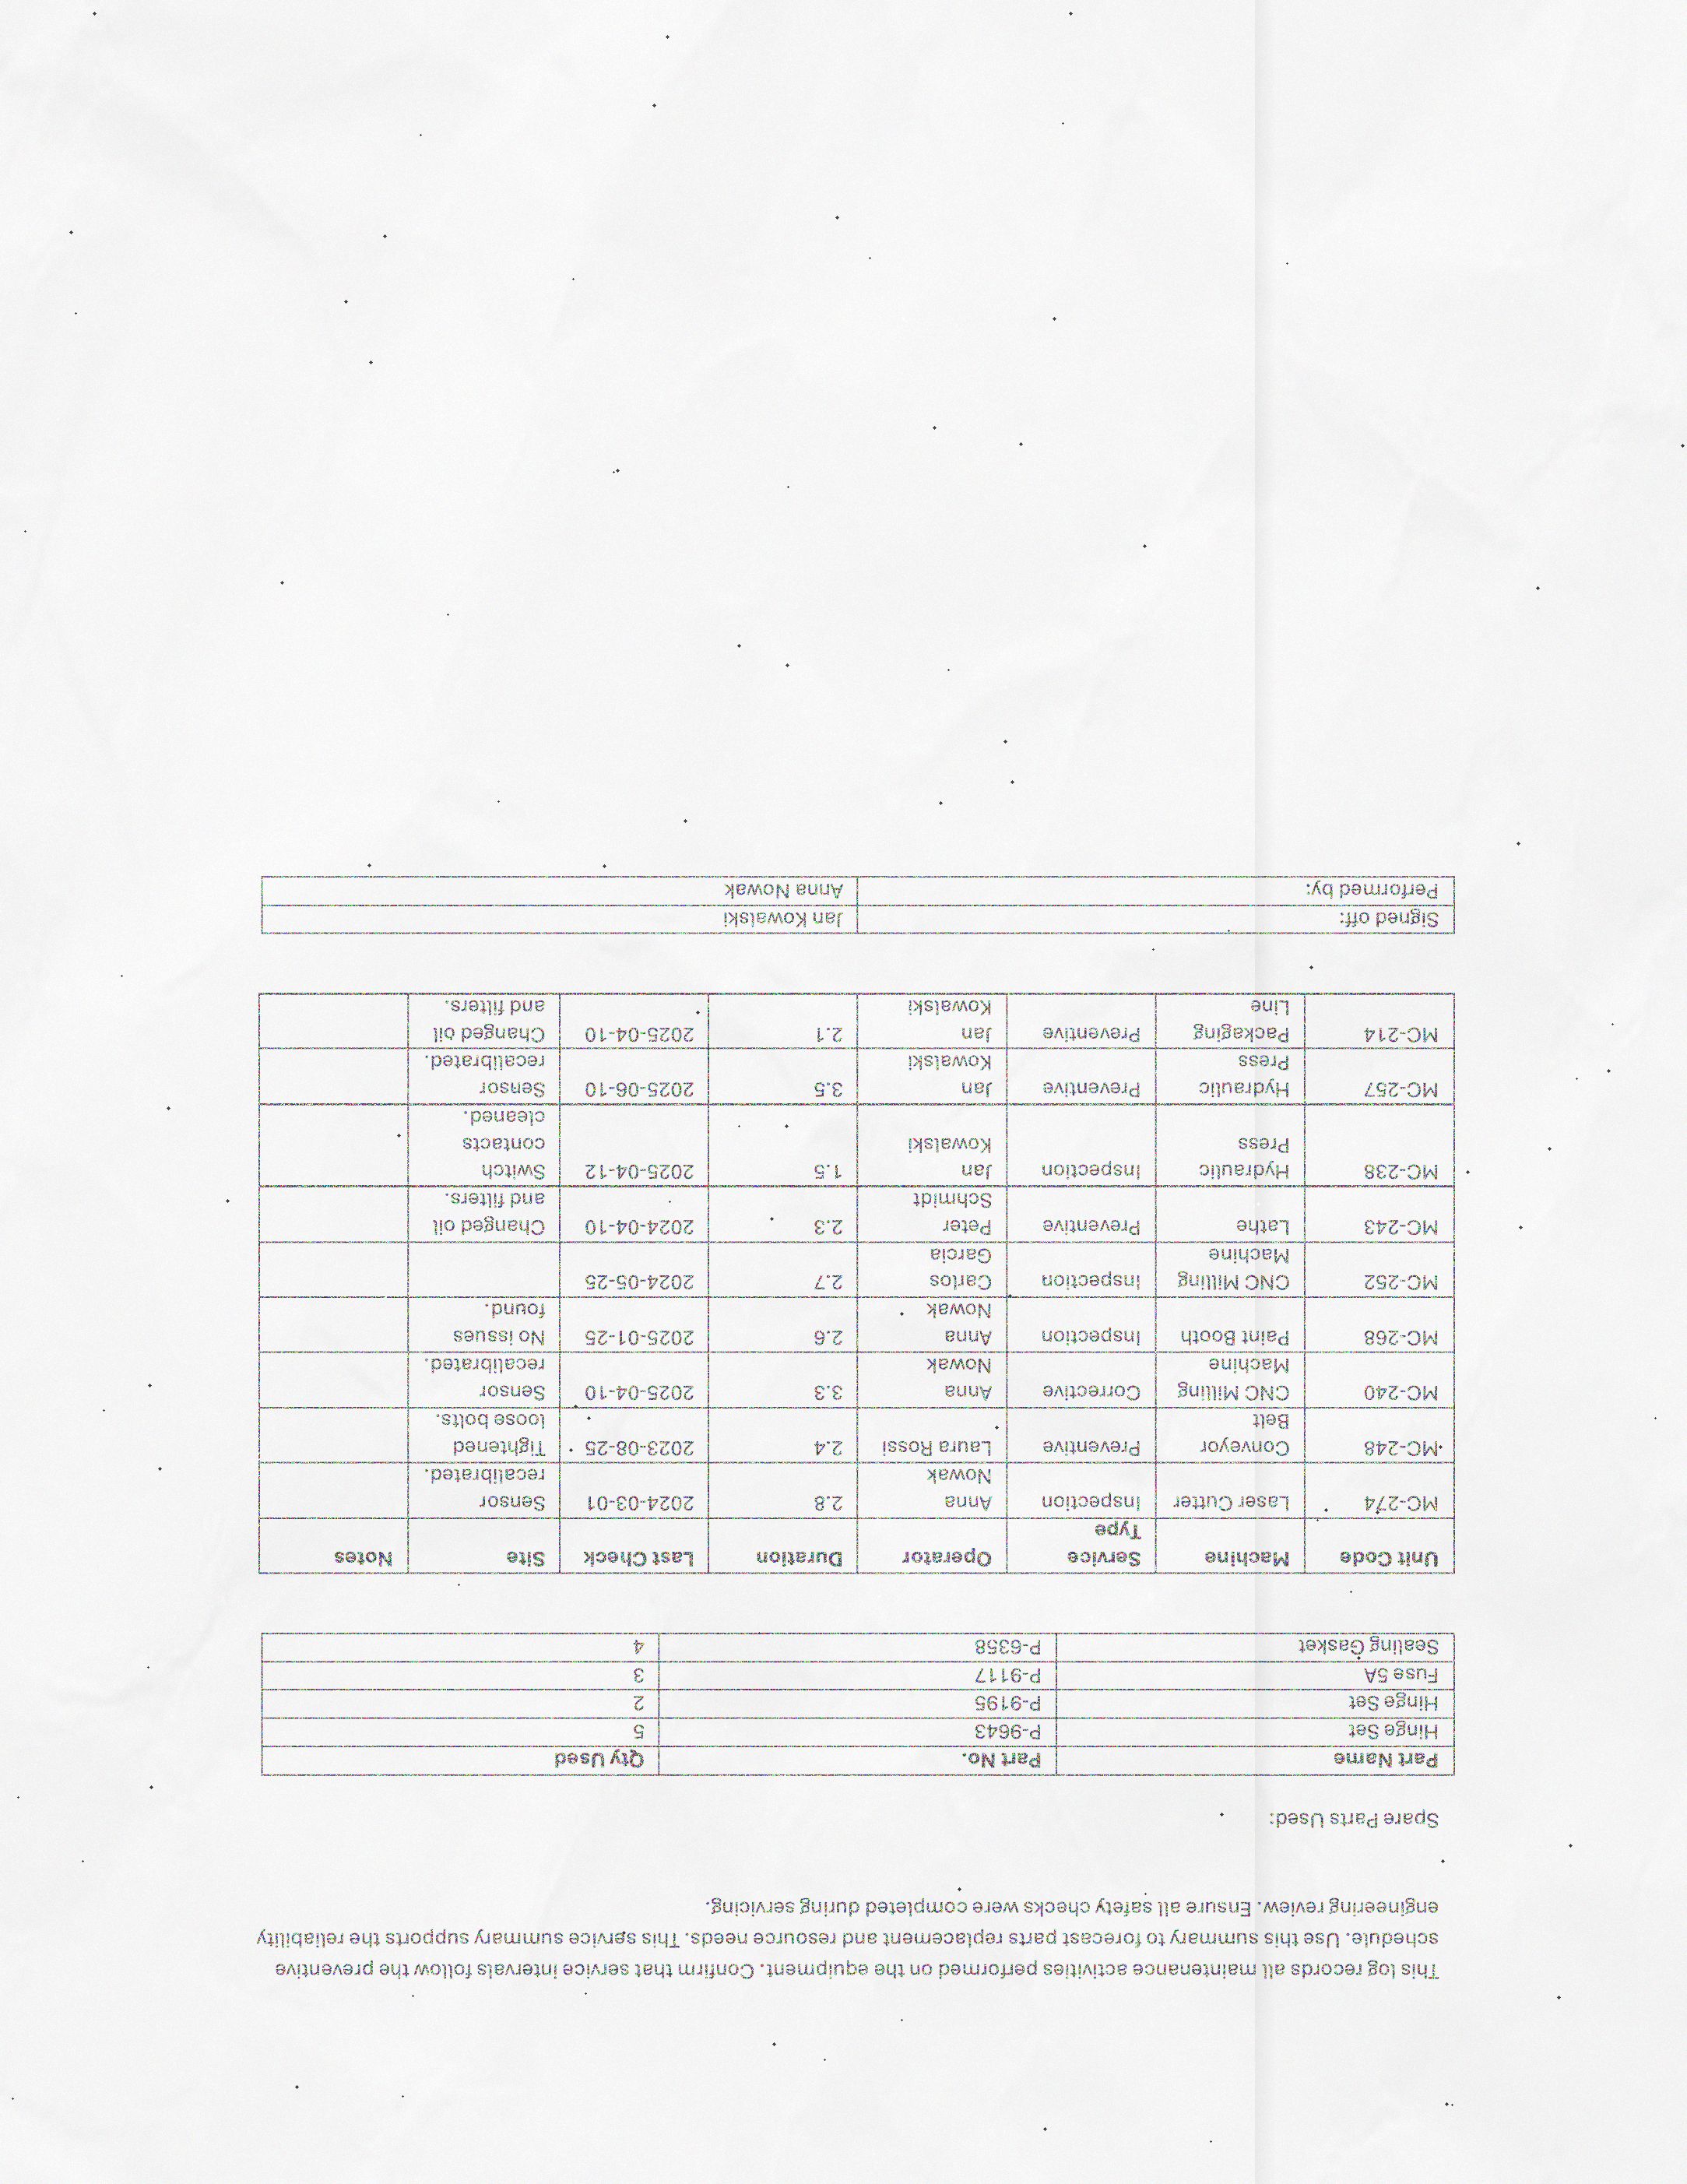 This log records all maintenance activities performed on the equipment. Confirm that service intervals follow the preventive
schedule. Use this summary to forecast parts replacement and resource needs. This service summary supports the reliability
engineering review. Ensure all safety checks were completed during servicing.
Spare Parts Used:
Part Name Part No. Qty Used
Hinge Set P-9643 5
Hinge Set P-9195 2
Fuse 5A P-9117 3
Sealing Gasket P-6358 4
Unit Code Machine Service Operator Duration Last Check Site Notes
Type
MC-274 Laser Cutter Inspection Anna 2.8 2024-03-01 Sensor
Nowak recalibrated.
MC-248 Conveyor Preventive Laura Rossi 2.4 2023-08-25 Tightened
Belt loose bolts.
MC-240 CNC Milling Corrective Anna 3.3 2025-04-10 Sensor
Machine Nowak recalibrated.
MC-268 Paint Booth Inspection Anna 2.6 2025-01-25 No issues
Nowak found.
MC-252 CNC Milling Inspection Carlos 2.7 2024-05-25
Machine Garcia
MC-243 Lathe Preventive Peter 2.3 2024-04-10 Changed oil
Schmidt and filters.
MC-238 Hydraulic Inspection Jan 1.5 2025-04-12 Switch
Press Kowalski contacts
cleaned.
MC-257 Hydraulic Preventive Jan 3.5 2025-06-10 Sensor
Press Kowalski recalibrated.
MC-214 Packaging Preventive Jan 2.1 2025-04-10 Changed oil
Line Kowalski and filters.
Signed off: Jan Kowalski
Performed by: Anna Nowak